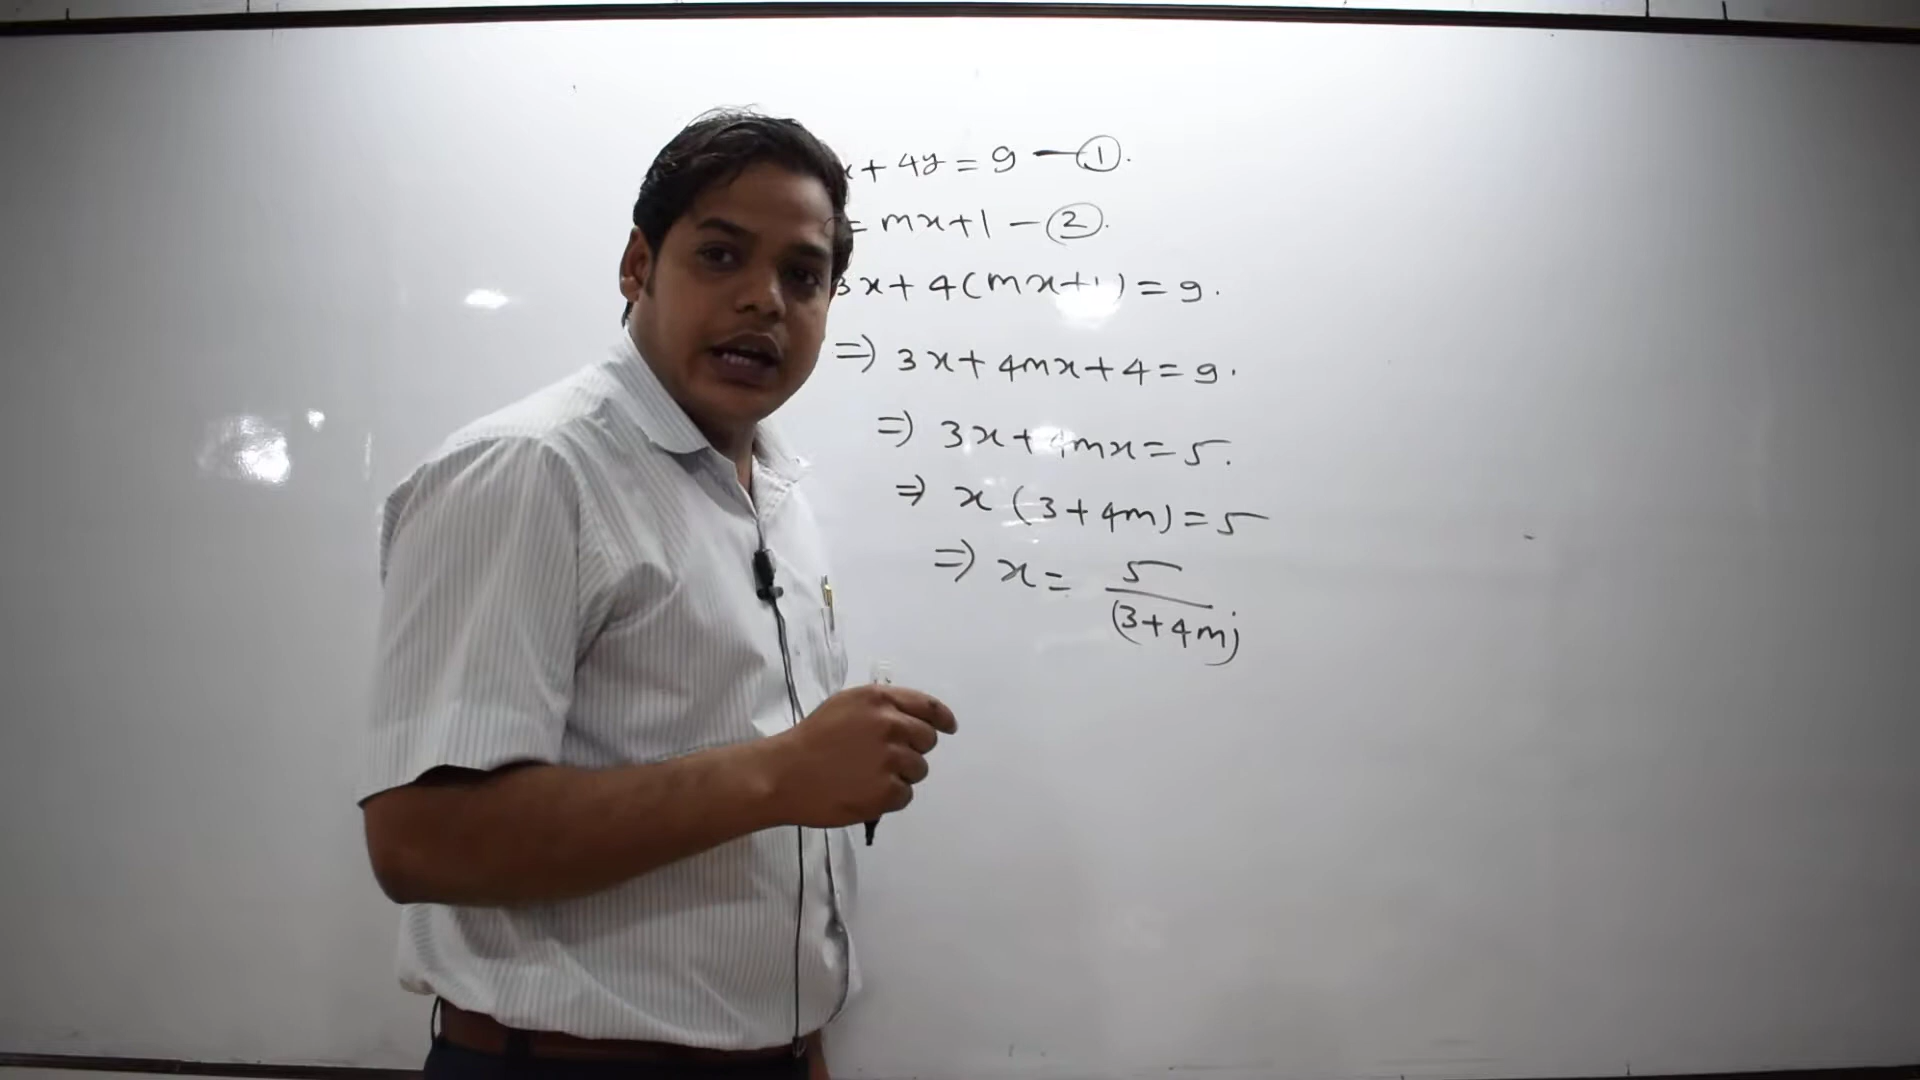 x + 4y = 9 — ①.
= mx + 1 — ②.
3x + 4(mx+1) = 9.
⇒ 3x + 4mx + 4 = 9.
⇒ 3x + 4mx = 5.
⇒ x (3 + 4m) = 5
⇒ x = 5/(3+4m)